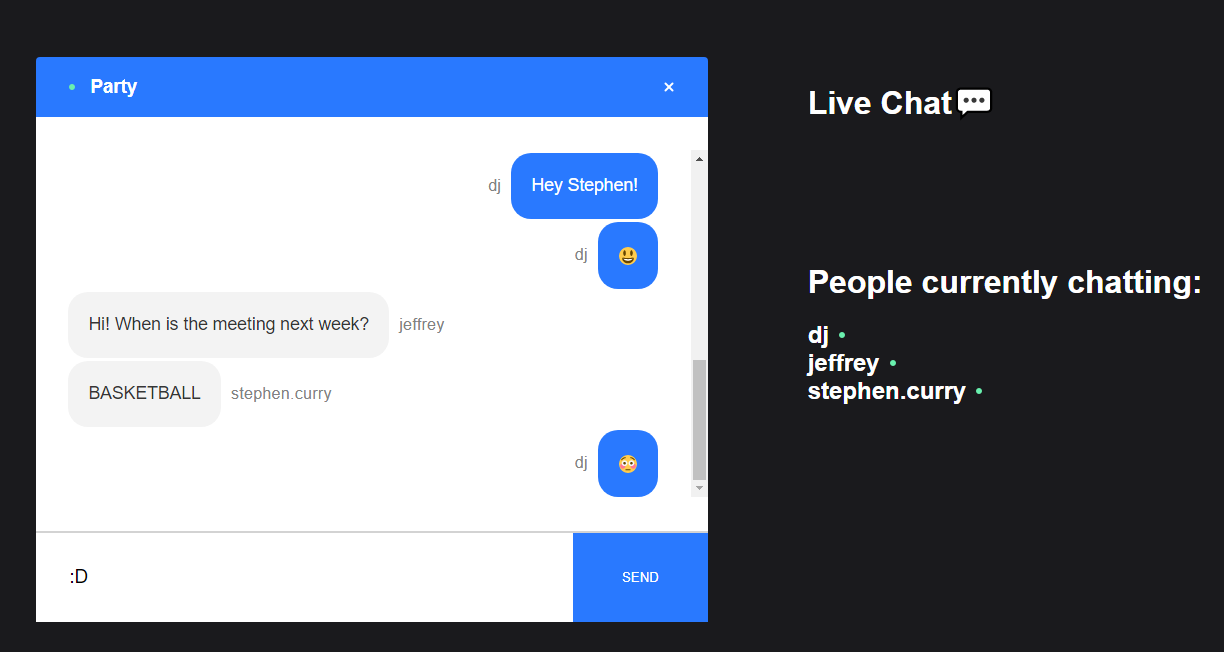 Party ×
dj Hey Stephen!
dj 😃
Hi! When is the meeting next week? jeffrey
BASKETBALL stephen.curry
dj 😳
:D
SEND
Live Chat 💬
People currently chatting:
dj
jeffrey
stephen.curry